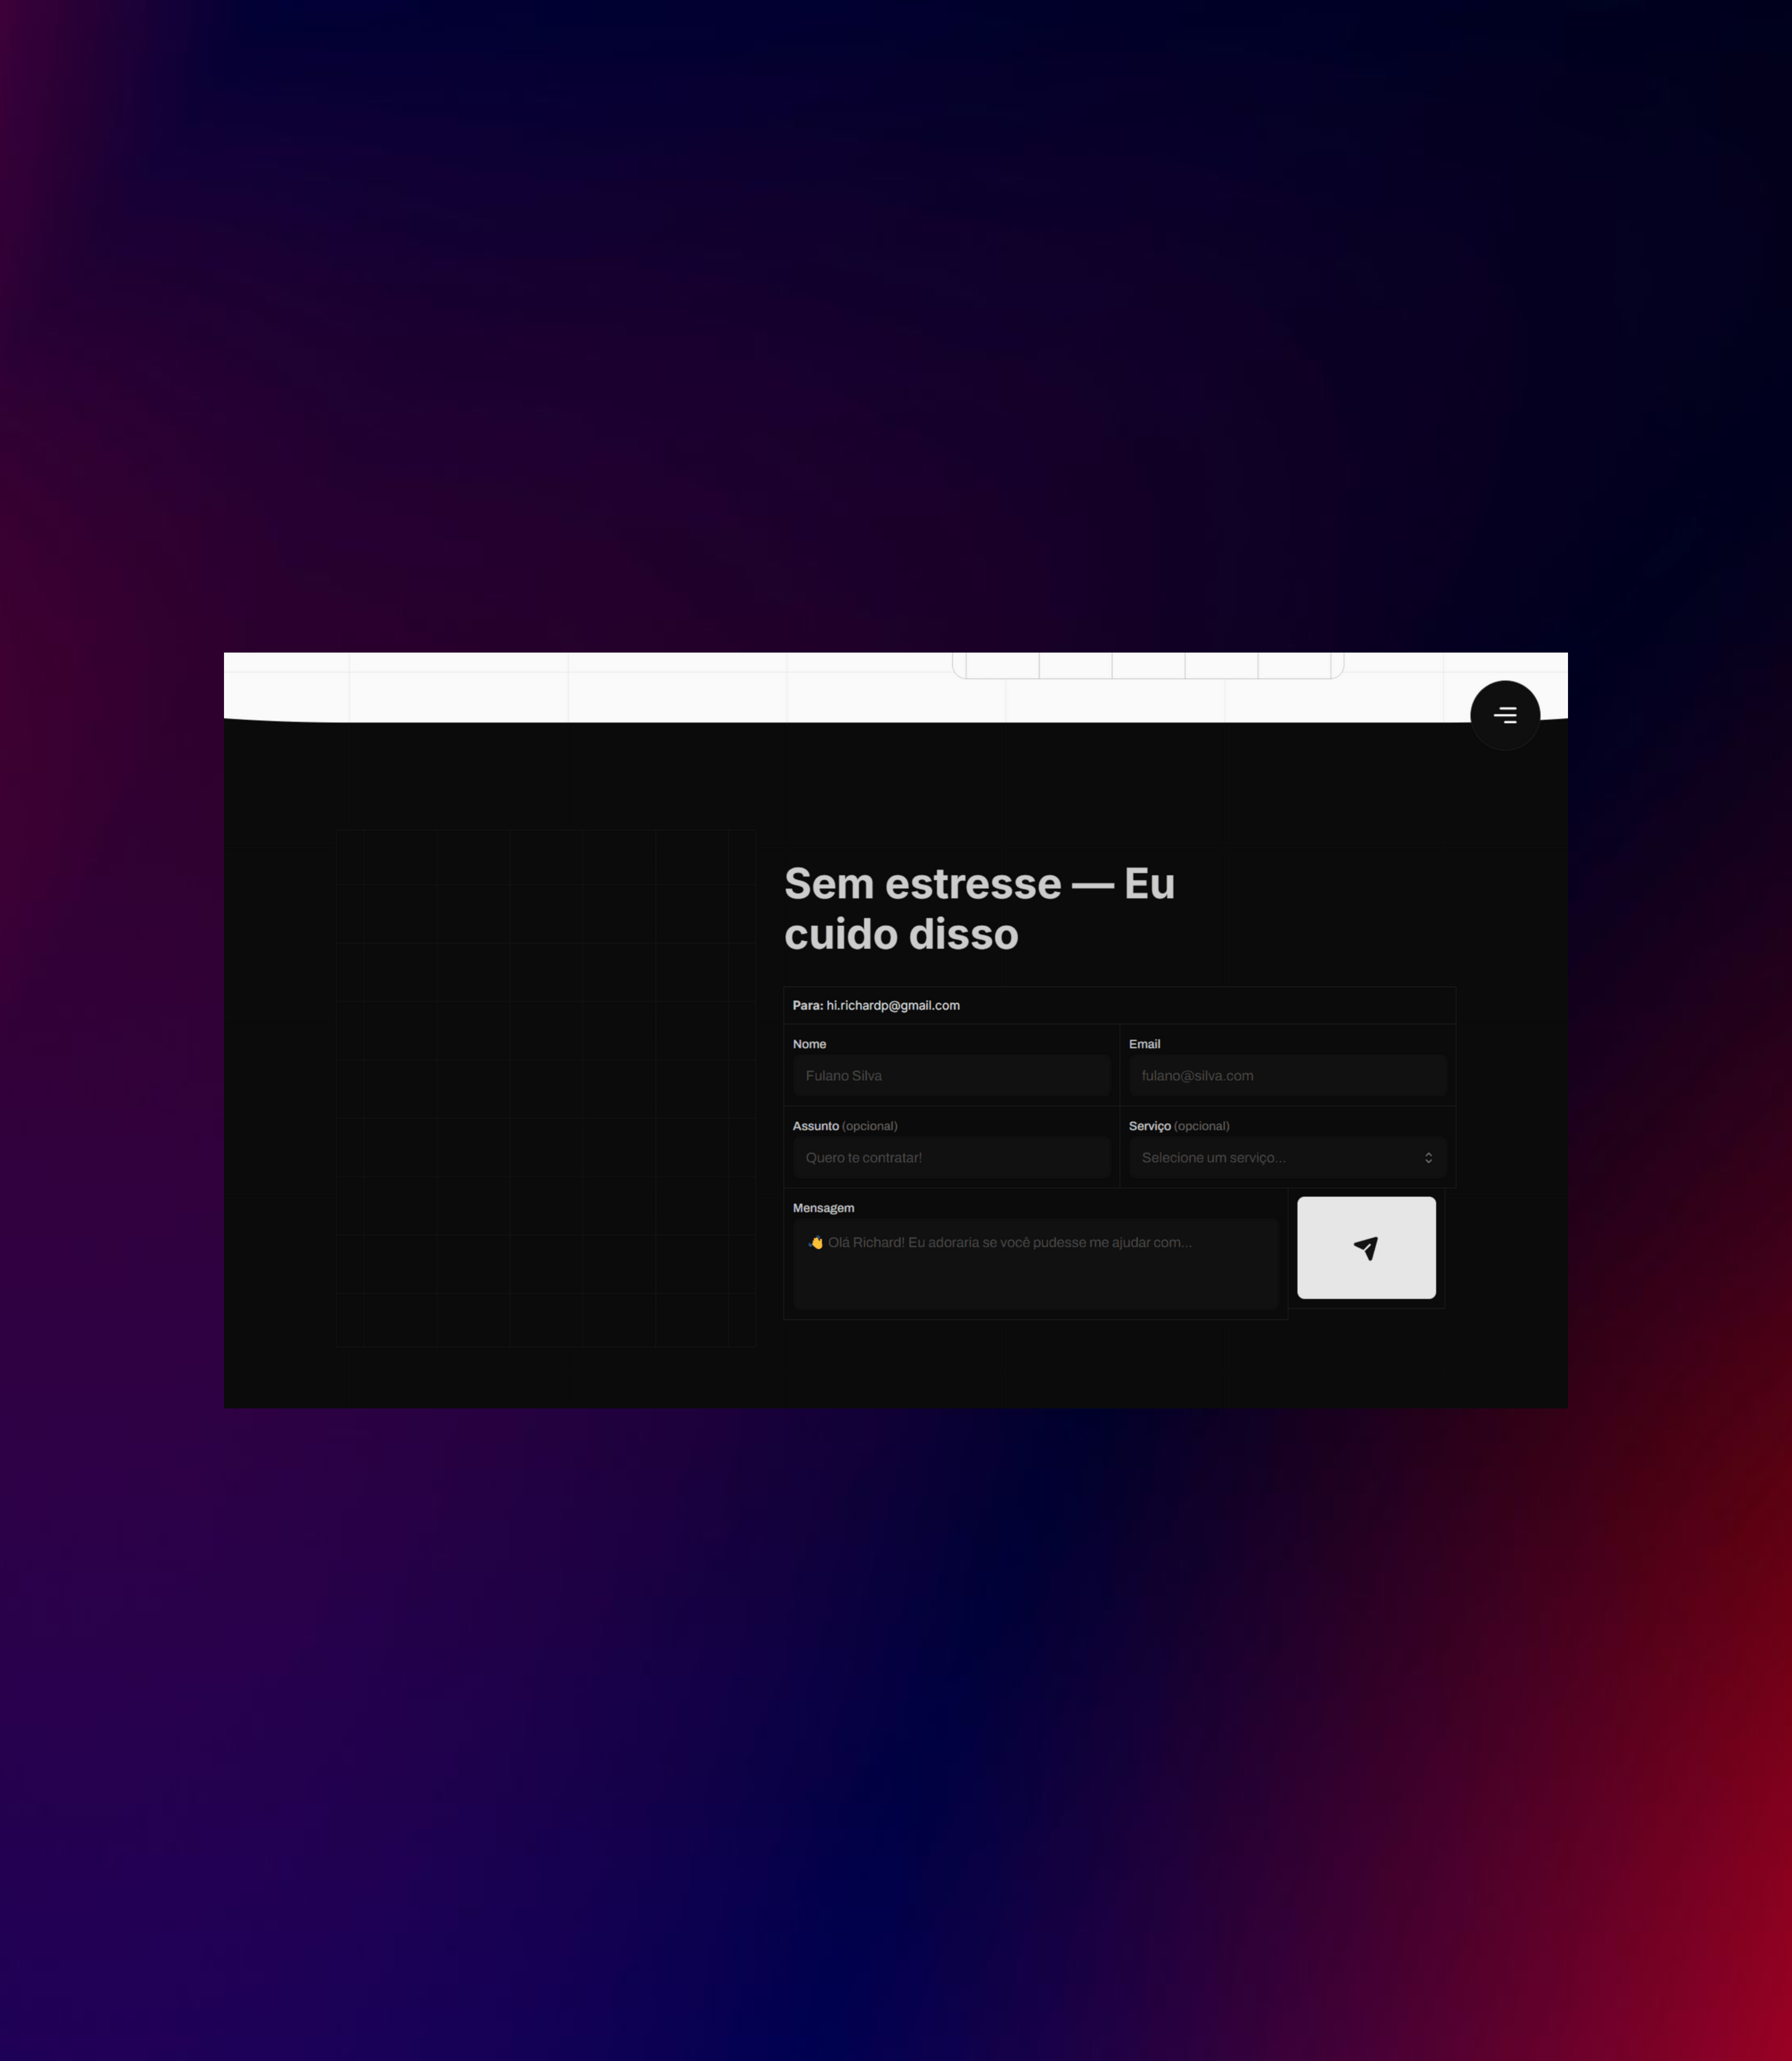 Sem estresse — Eu
cuido disso
Para: hi.richardp@gmail.com
Nome
Email
Fulano Silva
fulano@silva.com
Assunto (opcional)
Serviço (opcional)
Quero te contratar!
Selecione um serviço...
Mensagem
👋 Olá Richard! Eu adoraria se você pudesse me ajudar com...